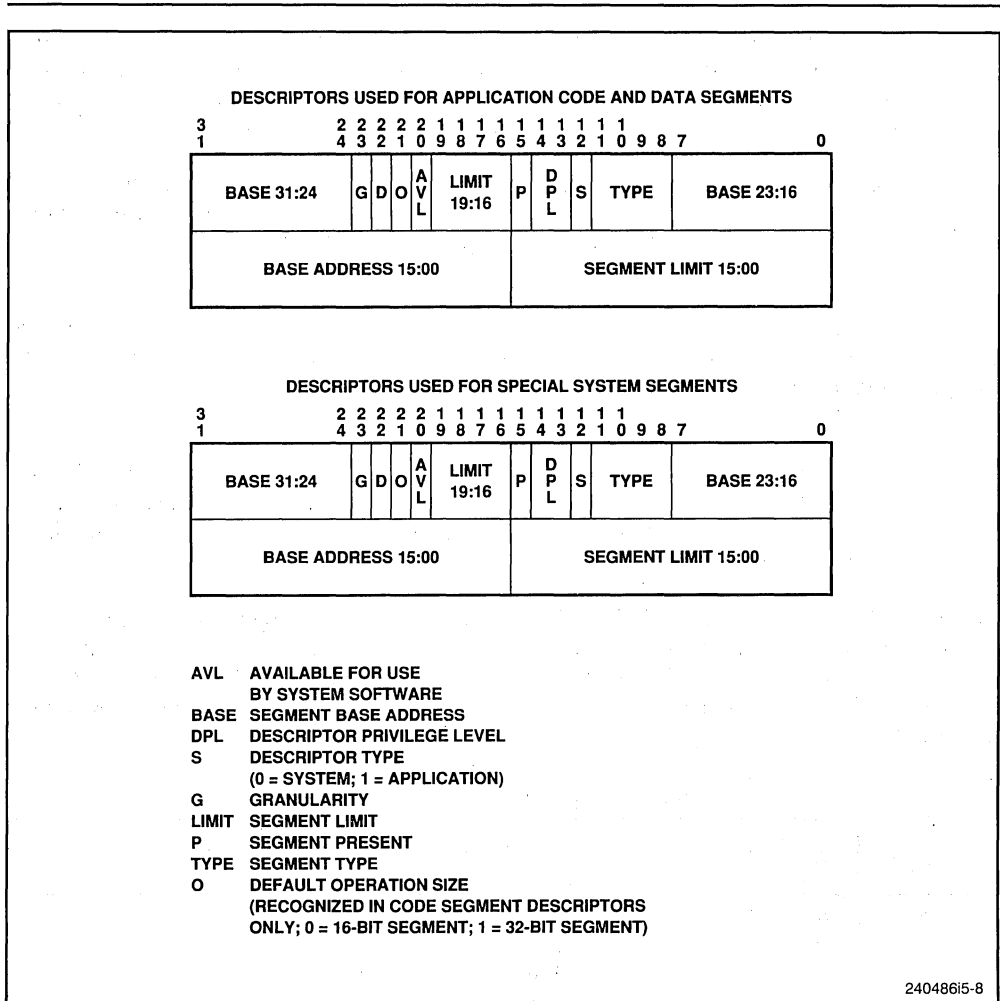 DESCRIPTORS USED FOR APPLICATION CODE AND DATA SEGMENTS
3 2 2 2 2 2 1 1 1 1 1 1 1 1 1 1
1 4 3 2 1 0 9 8 7 6 5 4 3 2 1 0 9 8 7 0
BASE 31:24 G D O AVL LIMIT 19:16 P DPL S TYPE BASE 23:16
BASE ADDRESS 15:00 SEGMENT LIMIT 15:00
DESCRIPTORS USED FOR SPECIAL SYSTEM SEGMENTS
3 2 2 2 2 2 1 1 1 1 1 1 1 1 1 1
1 4 3 2 1 0 9 8 7 6 5 4 3 2 1 0 9 8 7 0
BASE 31:24 G D O AVL LIMIT 19:16 P DPL S TYPE BASE 23:16
BASE ADDRESS 15:00 SEGMENT LIMIT 15:00
AVL AVAILABLE FOR USE
BY SYSTEM SOFTWARE
BASE SEGMENT BASE ADDRESS
DPL DESCRIPTOR PRIVILEGE LEVEL
S DESCRIPTOR TYPE
(0 = SYSTEM; 1 = APPLICATION)
G GRANULARITY
LIMIT SEGMENT LIMIT
P SEGMENT PRESENT
TYPE SEGMENT TYPE
O DEFAULT OPERATION SIZE
(RECOGNIZED IN CODE SEGMENT DESCRIPTORS
ONLY; 0 = 16-BIT SEGMENT; 1 = 32-BIT SEGMENT)
240486i5-8